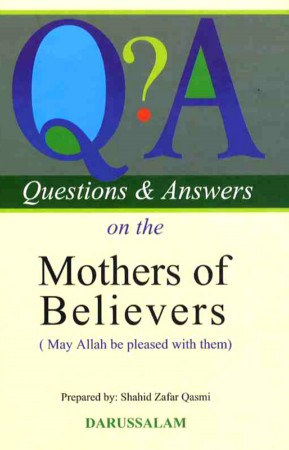 Q?A
Questions & Answers
on the
Mothers of
Believers
( May Allah be pleased with them)
Prepared by: Shahid Zafar Qasmi
DARUSSALAM